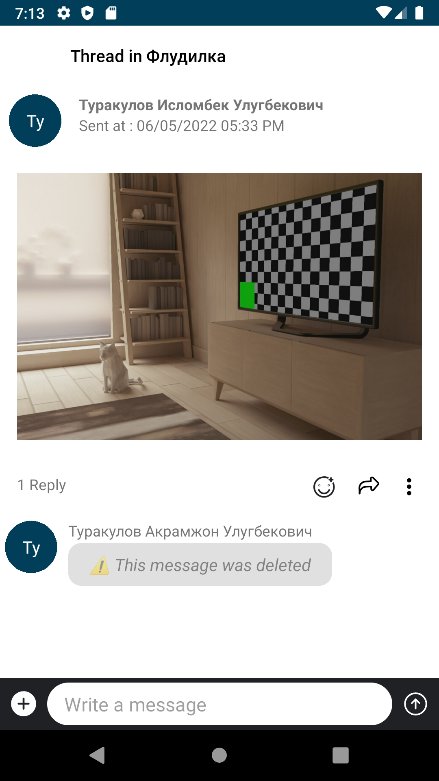 7:13
Thread in Флудилка
Ту
Туракулов Исломбек Улугбекович
Sent at : 06/05/2022 05:33 PM
1 Reply
Ту
Туракулов Акрамжон Улугбекович
⚠️ This message was deleted
Write a message